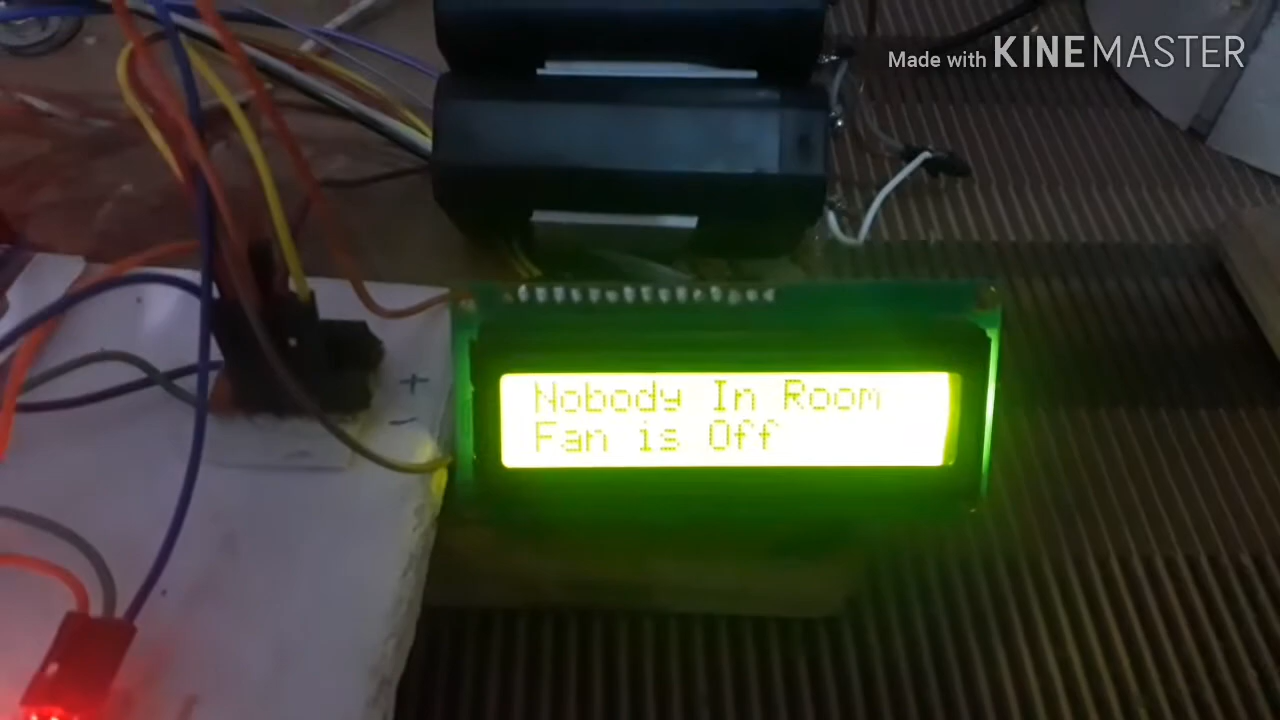 Made with KINEMASTER
Nobody In Room
Fan is Off
+
-